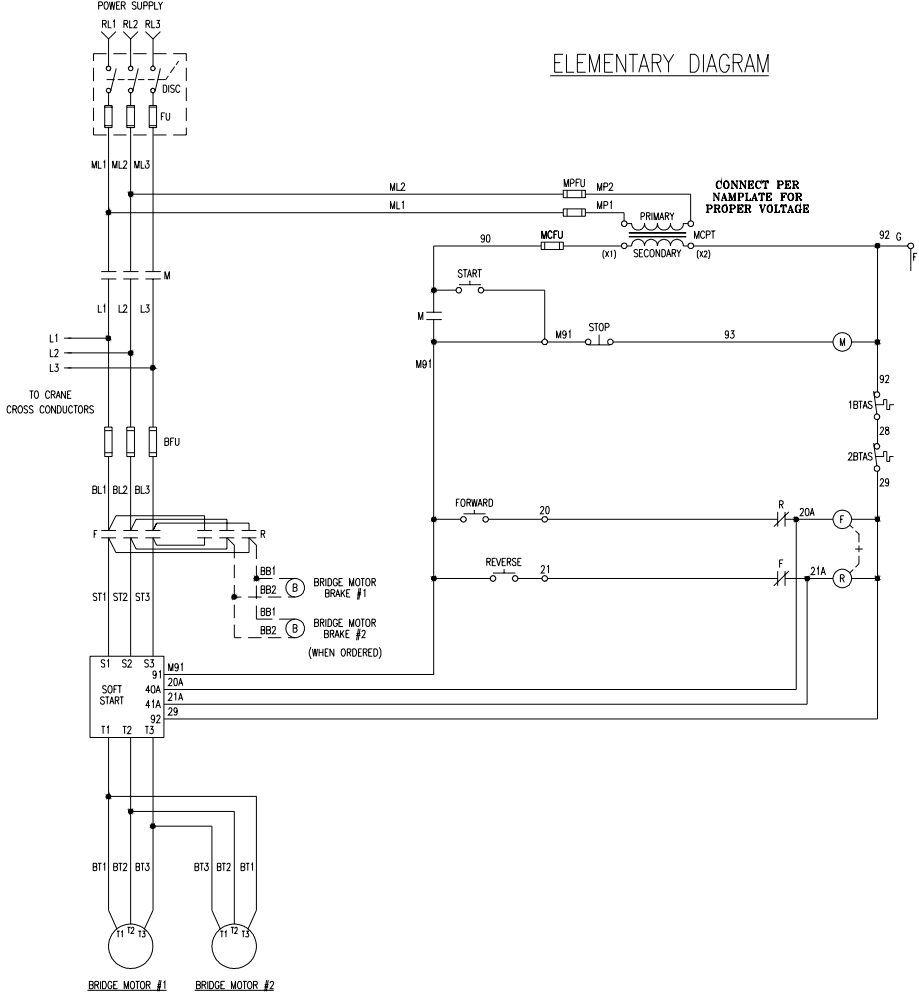 POWER SUPPLY
RL1 RL2 RL3
ELEMENTARY DIAGRAM
DISC
FU
ML1 ML2 ML3
ML2
MPFU
MP2
ML1
MP1
CONNECT PER
NAMPLATE FOR
PROPER VOLTAGE
PRIMARY
MCPT
90
MCFU
(X1)
SECONDARY
(X2)
92 G
F
M
START
L1 L2 L3
M
L1
L2
L3
M91
STOP
93
M
M91
92
TO CRANE
CROSS CONDUCTORS
1BTAS
28
BFU
2BTAS
29
BL1 BL2 BL3
FORWARD
20
R
20A
F
F
R
REVERSE
21
F
21A
R
BB1
BB2
B
BRIDGE MOTOR
BRAKE #1
ST1 ST2 ST3
BB1
BB2
B
BRIDGE MOTOR
BRAKE #2
(WHEN ORDERED)
S1 S2 S3
91
M91
SOFT
START
40A
20A
41A
21A
92
29
T1 T2 T3
BT1 BT2 BT3
BT3 BT2 BT1
T1 T2 T3
T1 T2 T3
BRIDGE MOTOR #1
BRIDGE MOTOR #2